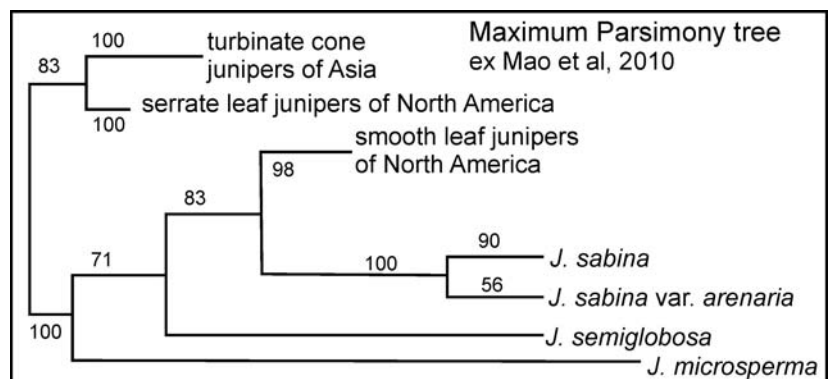 Maximum Parsimony tree
ex Mao et al, 2010
100
turbinate cone
junipers of Asia
83
serrate leaf junipers of North America
100
smooth leaf junipers
of North America
98
83
90
J. sabina
100
71
56
J. sabina var. arenaria
J. semiglobosa
100
J. microsperma